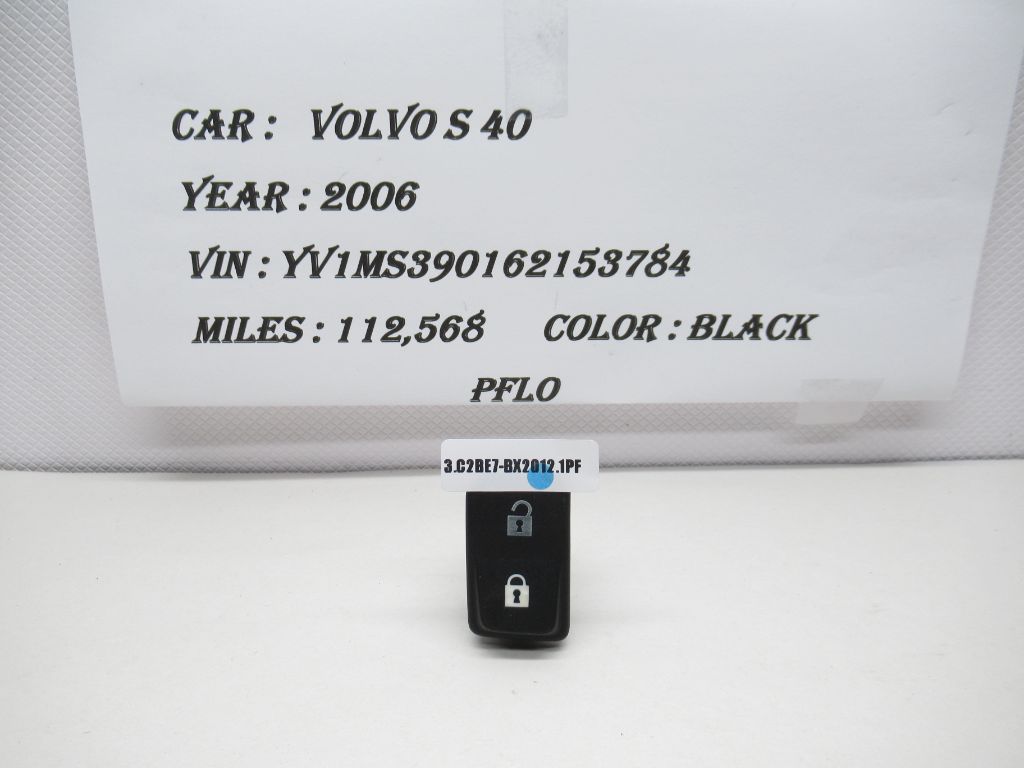 CAR : VOLVO S 40
YEAR : 2006
VIN : YV1MS390162153784
MILES : 112,568 COLOR : BLACK
PFLO
3.C2BE7-BX2012.1PF